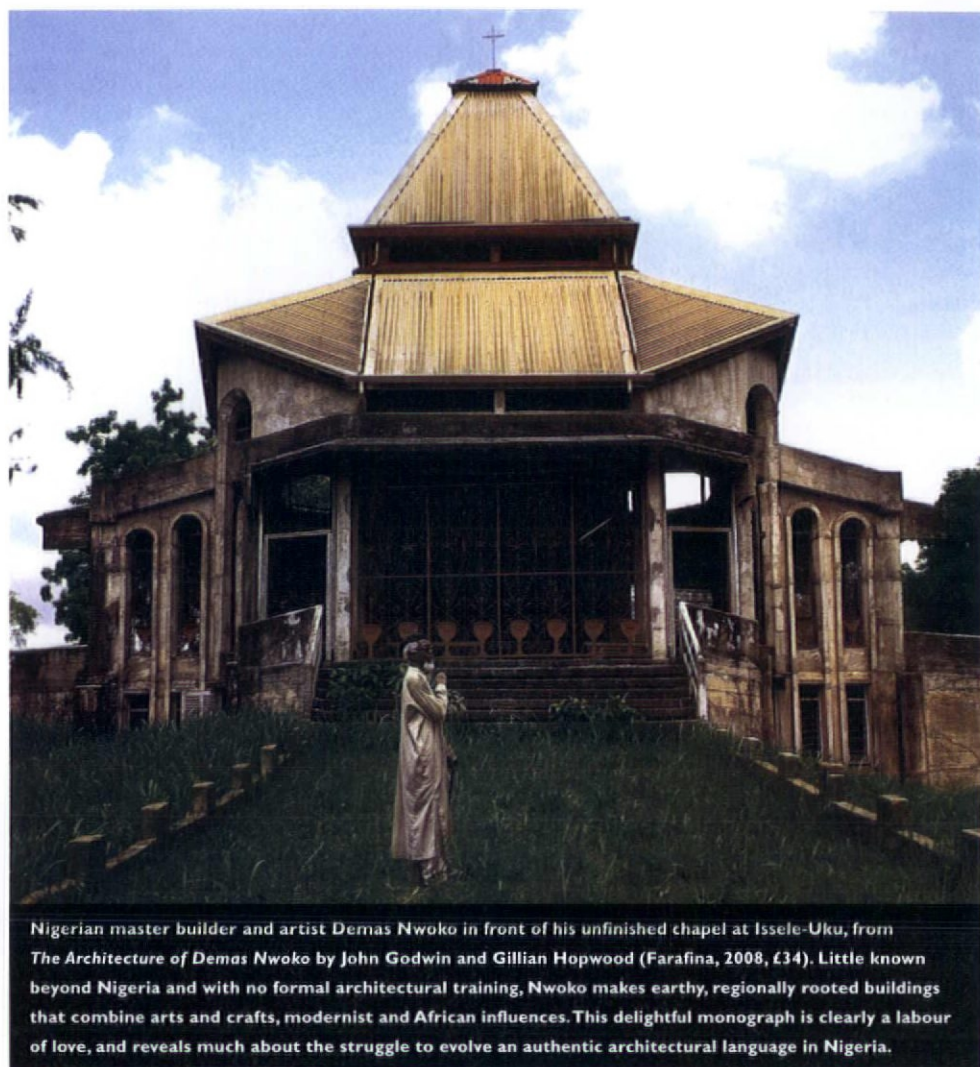 Nigerian master builder and artist Demas Nwoko in front of his unfinished chapel at Issele-Uku, from
The Architecture of Demas Nwoko by John Godwin and Gillian Hopwood (Farafina, 2008, £34). Little known
beyond Nigeria and with no formal architectural training, Nwoko makes earthy, regionally rooted buildings
that combine arts and crafts, modernist and African influences. This delightful monograph is clearly a labour
of love, and reveals much about the struggle to evolve an authentic architectural language in Nigeria.